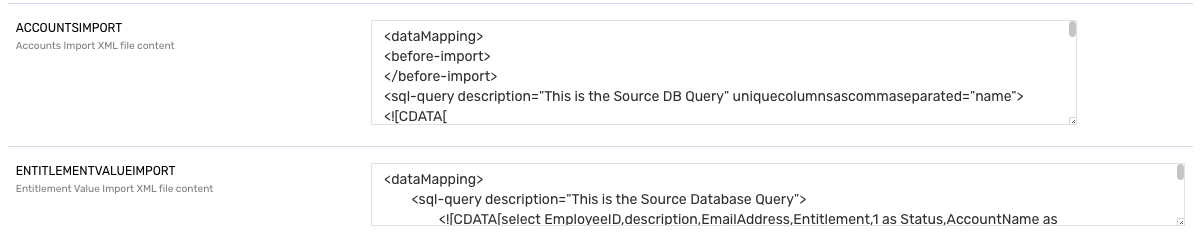 ACCOUNTSIMPORT
Accounts Import XML file content
<dataMapping>
<before-import>
</before-import>
<sql-query description="This is the Source DB Query" uniquecolumnsascommaseparated="name">
<![CDATA[
ENTITLEMENTVALUEIMPORT
Entitlement Value Import XML file content
<dataMapping>
<sql-query description="This is the Source Database Query">
<![CDATA[select EmployeeID,description,EmailAddress,Entitlement,1 as Status,AccountName as